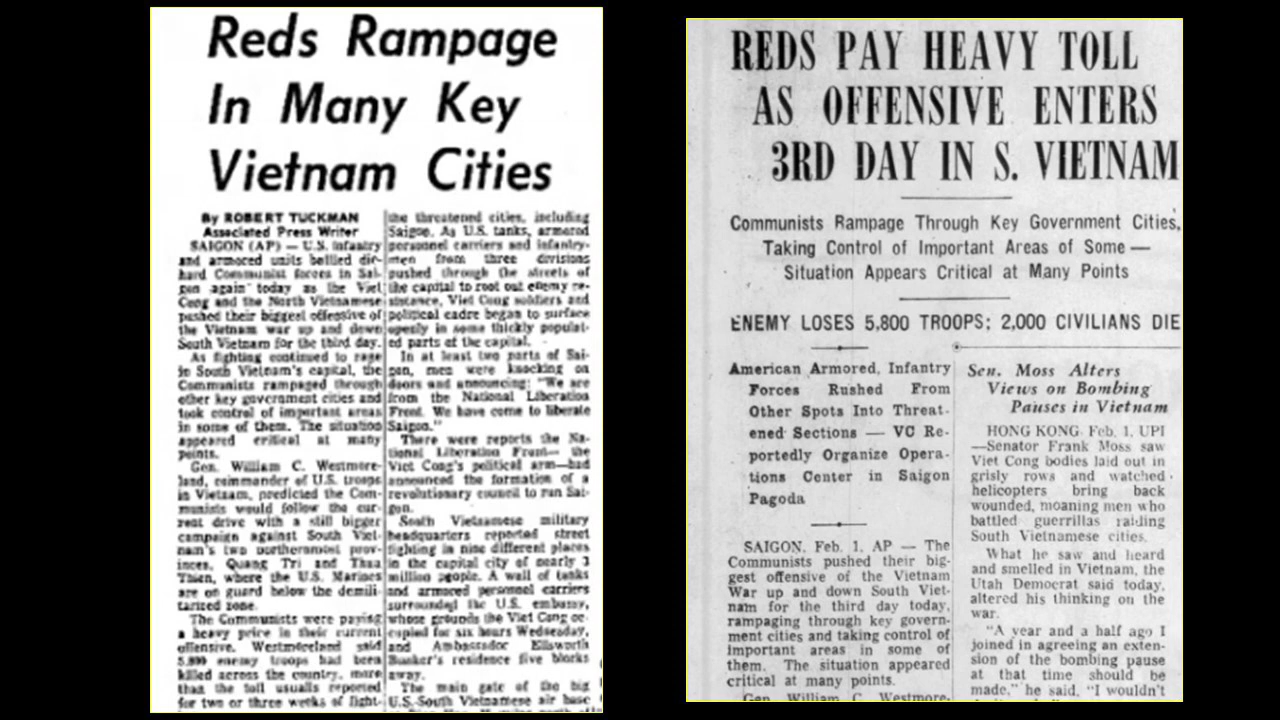 Reds Rampage
In Many Key
Vietnam Cities
By ROBERT TUCKMAN
Associated Press Writer
SAIGON (AP) — U.S. infantry
and armored units battled die-
hard Communist forces in Sai-
gon again today as the Viet
Cong and the North Vietnamese
pushed their biggest offensive of
the Vietnam war up and down
South Vietnam for the third day.
As fighting continued to rage
in South Vietnam's capital, the
Communists rampaged through
other key government cities and
took control of important areas
in some of them. The situation
appeared critical at many
points.
Gen. William C. Westmore-
land, commander of U.S. troops
in Vietnam, predicted the Com-
munists would follow the cur-
rent drive with a still bigger
campaign against South Viet-
nam's two northernmost prov-
inces, Quang Tri and Thua
Thien, where the U.S. Marines
are on guard below the demili-
tarized zone.
The Communists were paying
a heavy price in their current
offensive. Westmoreland said
5,800 enemy troops had been
killed across the country, more
than the toll usually reported
for two or three weeks of fight-
the threatened cities, including
Saigon. As U.S. tanks, armored
personnel carriers and infantry-
men from three divisions
pushed through the streets of
the capital to root out enemy re-
sistance, Viet Cong soldiers and
political cadre began to surface
openly in some thickly populat-
ed parts of the capital.
In at least two parts of Sai-
gon, men were knocking on
doors and announcing: "We are
from the National Liberation
Front. We have come to liberate
Saigon."
There were reports the Na-
tional Liberation Front— the
Viet Cong's political arm—had
announced the formation of a
revolutionary council to run Sai-
gon.
South Vietnamese military
headquarters reported street
fighting in nine different places
in the capital city of nearly 3
million people. A wall of tanks
and armored personnel carriers
surrounded the U.S. embassy,
whose grounds the Viet Cong oc-
cupied for six hours Wednesday,
and Ambassador Ellsworth
Bunker's residence five blocks
away.
The main gate of the big
U.S.-South Vietnamese air base
REDS PAY HEAVY TOLL
AS OFFENSIVE ENTERS
3RD DAY IN S. VIETNAM
Communists Rampage Through Key Government Cities,
Taking Control of Important Areas of Some —
Situation Appears Critical at Many Points
ENEMY LOSES 5,800 TROOPS; 2,000 CIVILIANS DIE
American Armored, Infantry
Forces Rushed From
Other Spots Into Threat-
ened Sections — VC Re-
portedly Organize Opera-
tions Center in Saigon
Pagoda
SAIGON, Feb. 1, AP — The
Communists pushed their big-
gest offensive of the Vietnam
War up and down South Viet-
nam for the third day today,
rampaging through key govern-
ment cities and taking control of
important areas in some of
them. The situation appeared
critical at many points.
Gen. William C. Westmore-
Sen. Moss Alters
Views on Bombing
Pauses in Vietnam
HONG KONG, Feb. 1, UPI
—Senator Frank Moss saw
Viet Cong bodies laid out in
grisly rows and watched
helicopters bring back
wounded, moaning men who
battled guerrillas raiding
South Vietnamese cities.
What he saw and heard
and smelled in Vietnam, the
Utah Democrat said today,
altered his thinking on the
war.
"A year and a half ago I
joined in agreeing an exten-
sion of the bombing pause
at that time should be
made," he said. "I wouldn't